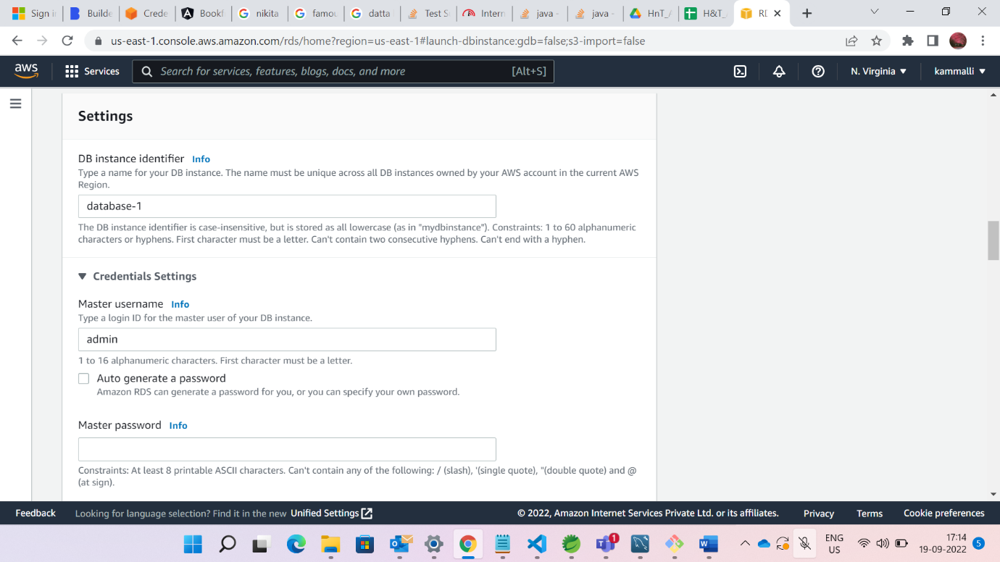 Sign i
Builde
Crede
Bookf
nikita
famou
datta
Test S
Intern
java -
java -
HnT_
H&T_
us-east-1.console.aws.amazon.com/rds/home?region=us-east-1#launch-dbinstance:gdb=false;s3-import=false
aws
Services
Search for services, features, blogs, docs, and more
[Alt+S]
N. Virginia
kammalli
Settings
DB instance identifier Info
Type a name for your DB instance. The name must be unique across all DB instances owned by your AWS account in the current AWS
Region.
database-1
The DB instance identifier is case-insensitive, but is stored as all lowercase (as in "mydbinstance"). Constraints: 1 to 60 alphanumeric
characters or hyphens. First character must be a letter. Can't contain two consecutive hyphens. Can't end with a hyphen.
Credentials Settings
Master username Info
Type a login ID for the master user of your DB instance.
admin
1 to 16 alphanumeric characters. First character must be a letter.
Auto generate a password
Amazon RDS can generate a password for you, or you can specify your own password.
Master password Info
Constraints: At least 8 printable ASCII characters. Can't contain any of the following: / (slash), '(single quote), "(double quote) and @
(at sign).
Feedback
Looking for language selection? Find it in the new Unified Settings
© 2022, Amazon Internet Services Private Ltd. or its affiliates.
Privacy
Terms
Cookie preferences
1
ENG
US
17:14
19-09-2022
5